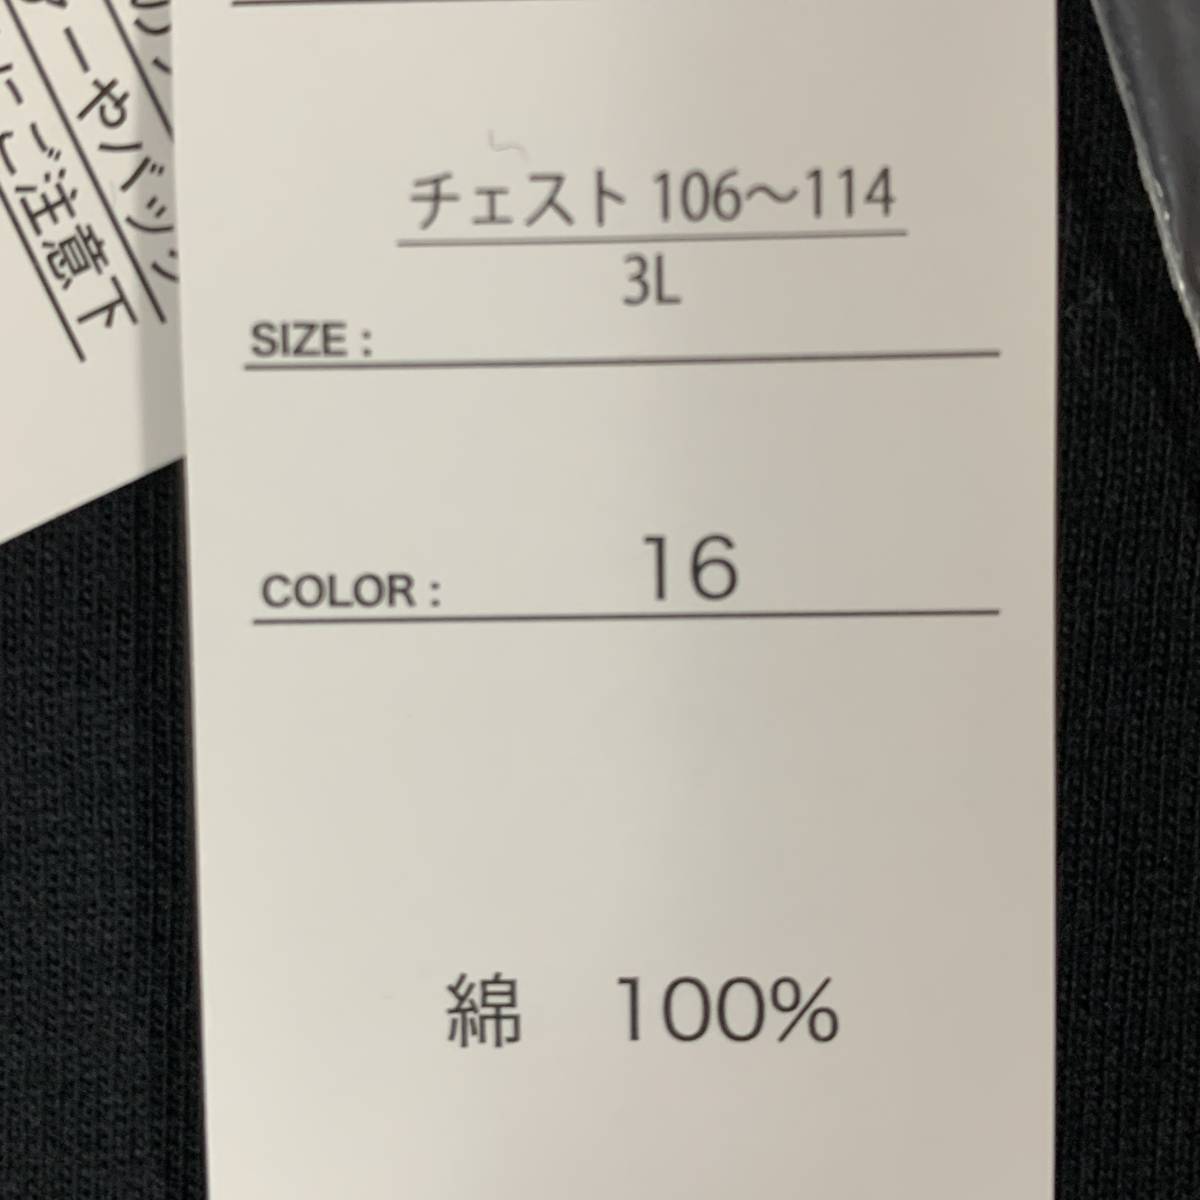 ーやバッグ
ご注意下
チェスト 106〜114
3L
SIZE :
COLOR : 16
綿 100%